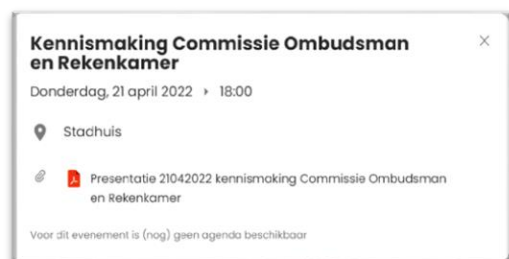 Kennismaking Commissie Ombudsman
en Rekenkamer
Donderdag, 21 april 2022 ‣ 18:00
Stadhuis
Presentatie 21042022 kennismaking Commissie Ombudsman
en Rekenkamer
Voor dit evenement is (nog) geen agenda beschikbaar